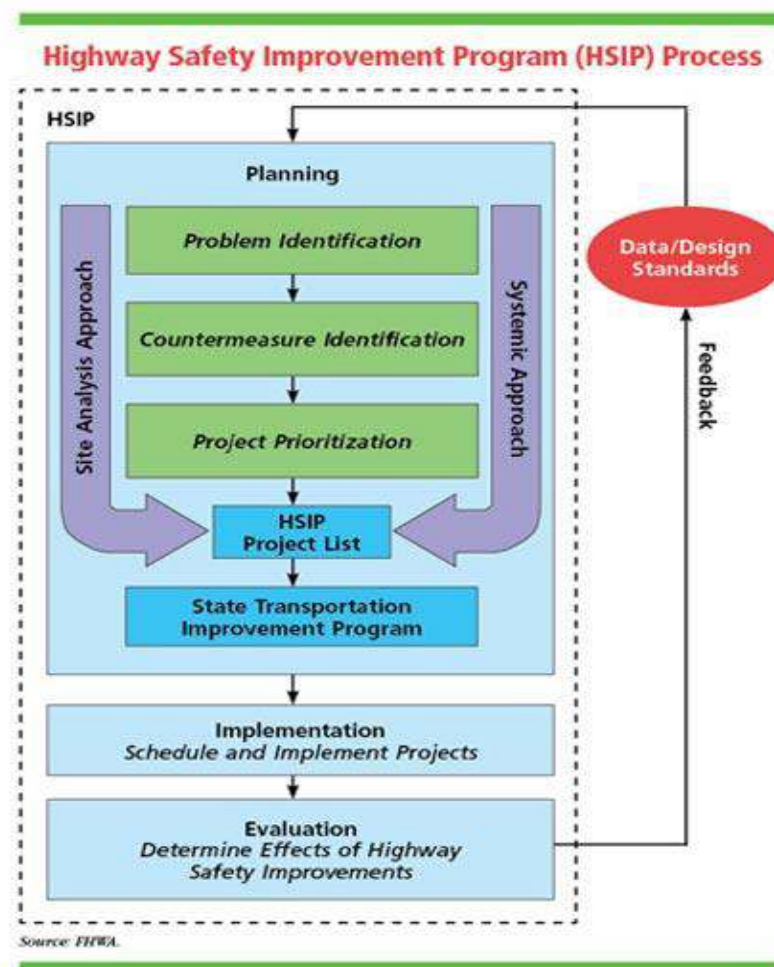 Highway Safety Improvement Program (HSIP) Process
HSIP
Planning
Site Analysis Approach
Problem Identification
Countermeasure Identification
Project Prioritization
Systemic Approach
HSIP
Project List
State Transportation
Improvement Program
Implementation
Schedule and Implement Projects
Evaluation
Determine Effects of Highway
Safety Improvements
Data/Design
Standards
Feedback
Source: FHWA.